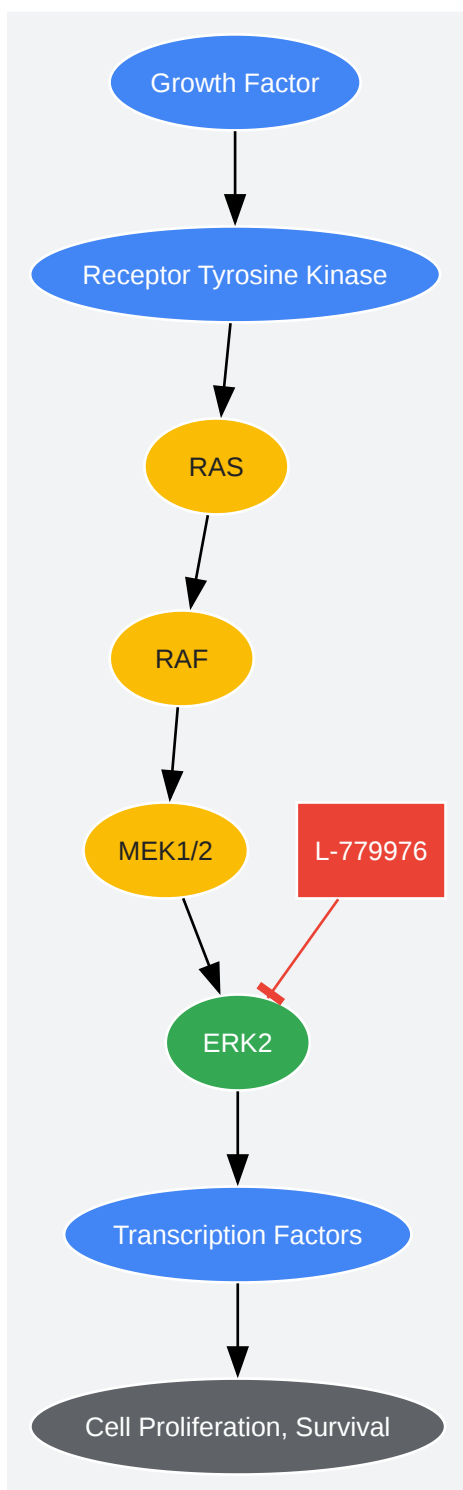 Growth Factor
Receptor Tyrosine Kinase
RAS
RAF
MEK1/2
L-779976
ERK2
Transcription Factors
Cell Proliferation, Survival